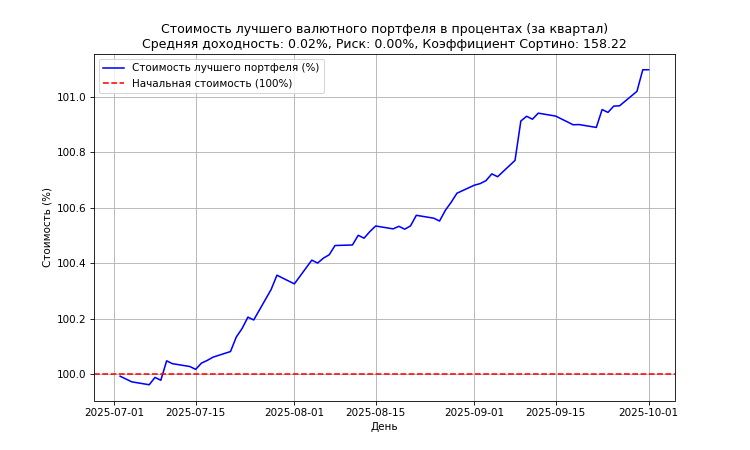 Стоимость лучшего валютного портфеля в процентах (за квартал)
Средняя доходность: 0.02%, Риск: 0.00%, Коэффициент Сортино: 158.22
Стоимость лучшего портфеля (%)
Начальная стоимость (100%)
Стоимость (%)
101.0
100.8
100.6
100.4
100.2
100.0
2025-07-01
2025-07-15
2025-08-01
2025-08-15
2025-09-01
2025-09-15
2025-10-01
День